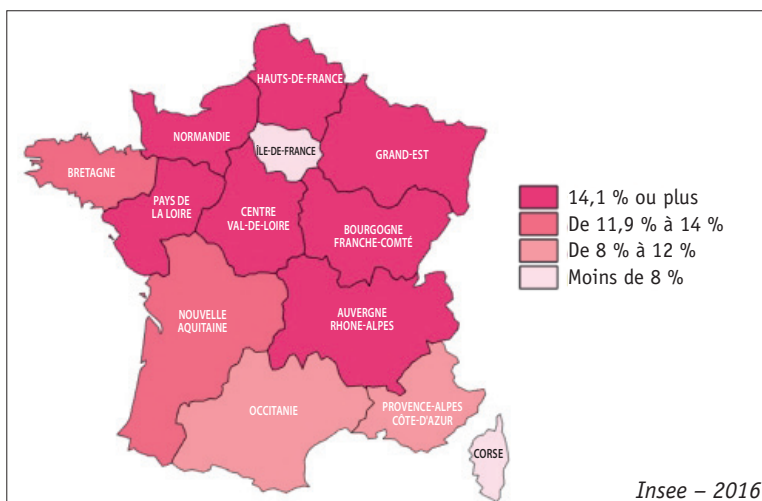 HAUTS-DE-FRANCE
NORMANDIE
ÎLE-DE-FRANCE
GRAND-EST
BRETAGNE
PAYS DE
LA LOIRE
CENTRE
VAL-DE-LOIRE
BOURGOGNE
FRANCHE-COMTÉ
14,1 % ou plus
De 11,9 % à 14 %
De 8 % à 12 %
Moins de 8 %
NOUVELLE
AQUITAINE
AUVERGNE
RHONE-ALPES
OCCITANIE
PROVENCE-ALPES
CÔTE-D'AZUR
CORSE
Insee – 2016